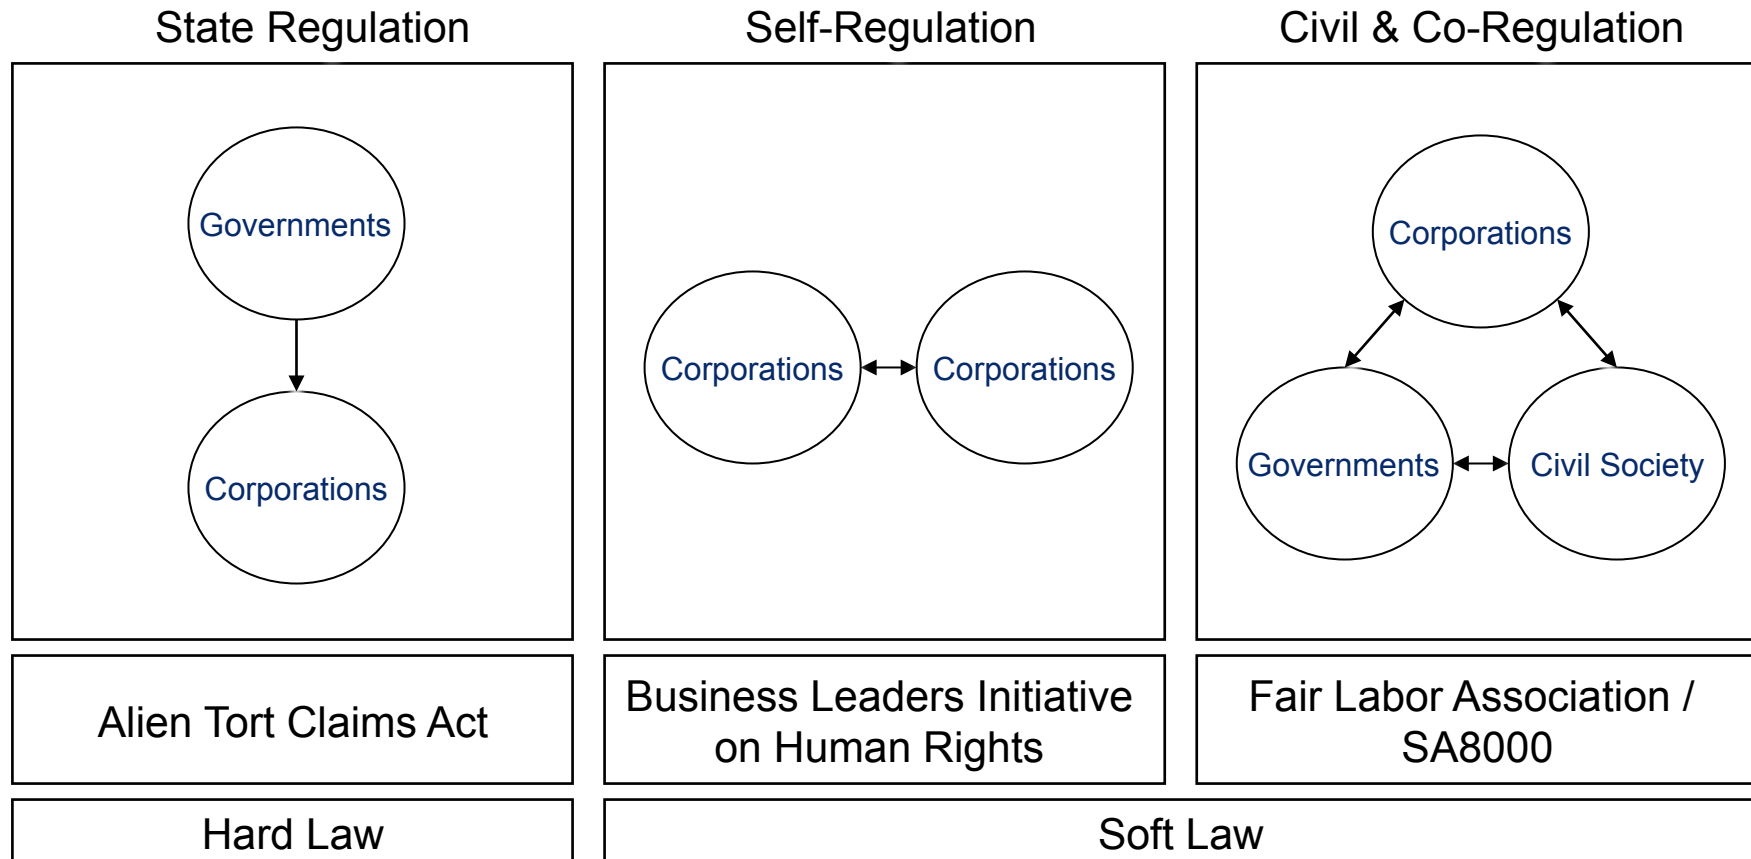 State Regulation
Self-Regulation
Civil & Co-Regulation
Governments
Corporations
Corporations
Corporations
Corporations
Governments
Civil Society
Alien Tort Claims Act
Business Leaders Initiative
on Human Rights
Fair Labor Association /
SA8000
Hard Law
Soft Law